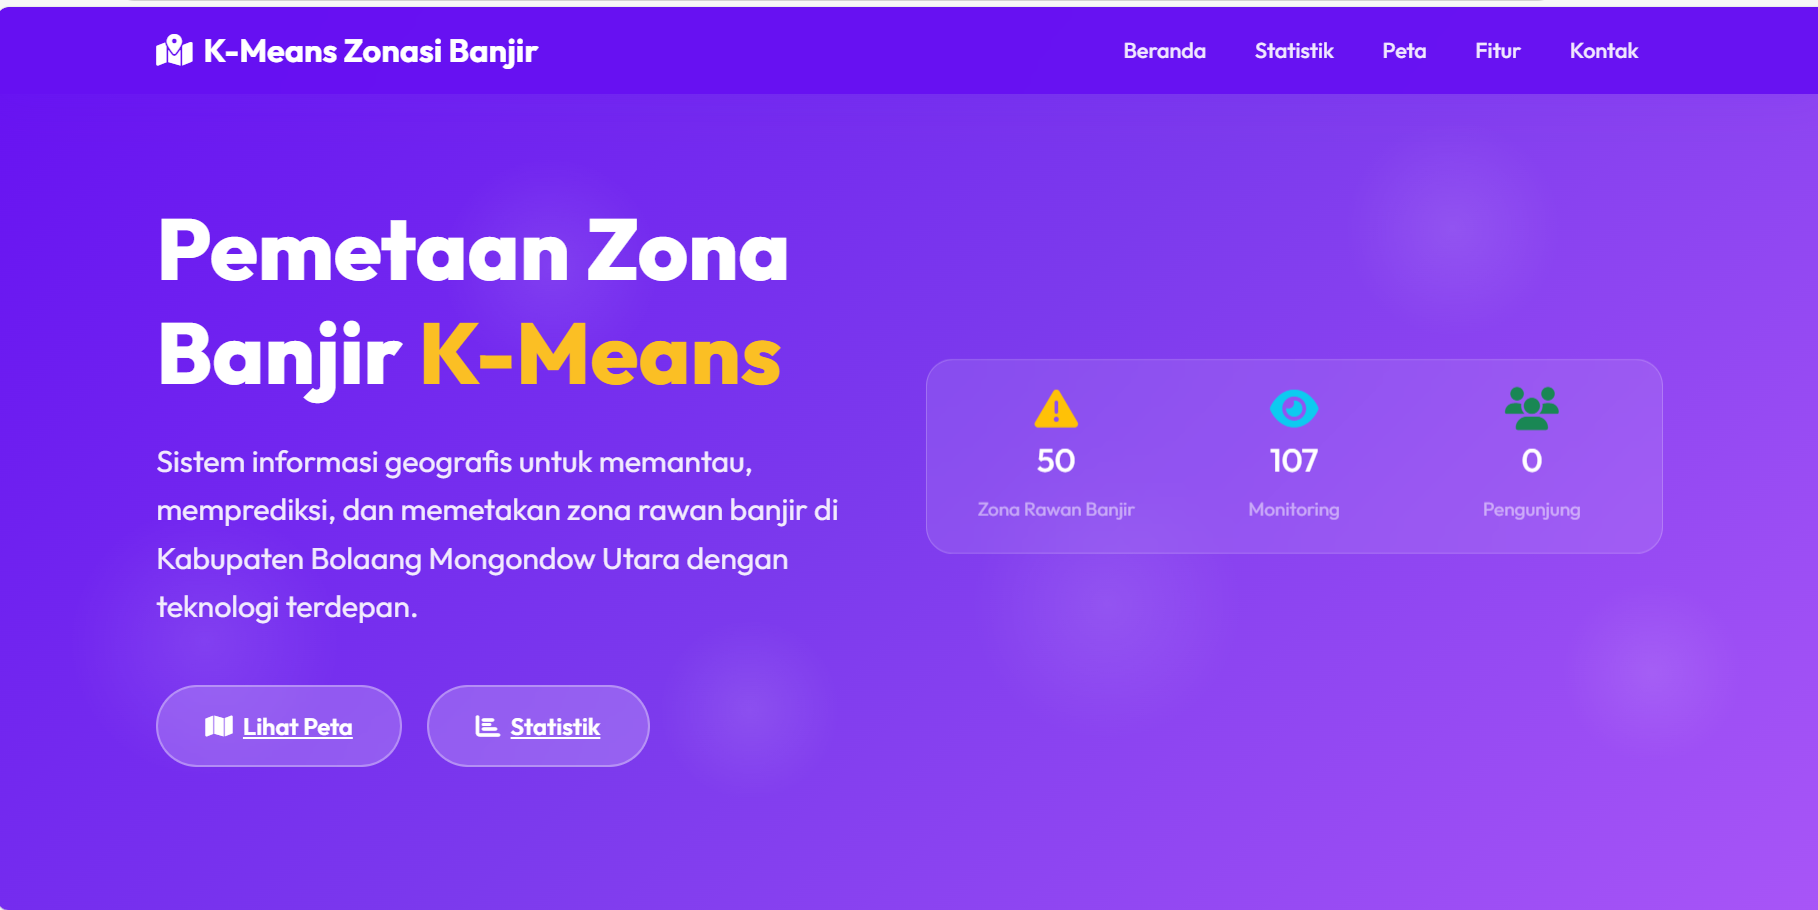 K-Means Zonasi Banjir
Beranda Statistik Peta Fitur Kontak
Pemetaan Zona
Banjir K-Means
Sistem informasi geografis untuk memantau,
memprediksi, dan memetakan zona rawan banjir di
Kabupaten Bolaang Mongondow Utara dengan
teknologi terdepan.
Lihat Peta
Statistik
50
Zona Rawan Banjir
107
Monitoring
0
Pengunjung